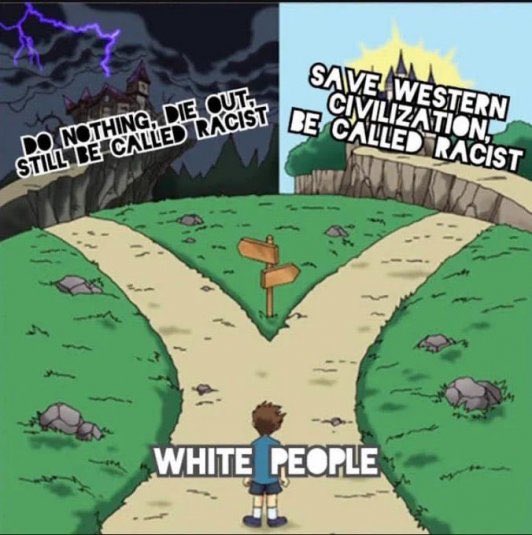 DO NOTHING, DIE OUT,
STILL BE CALLED RACIST
SAVE WESTERN
CIVILIZATION,
BE CALLED RACIST
WHITE PEOPLE